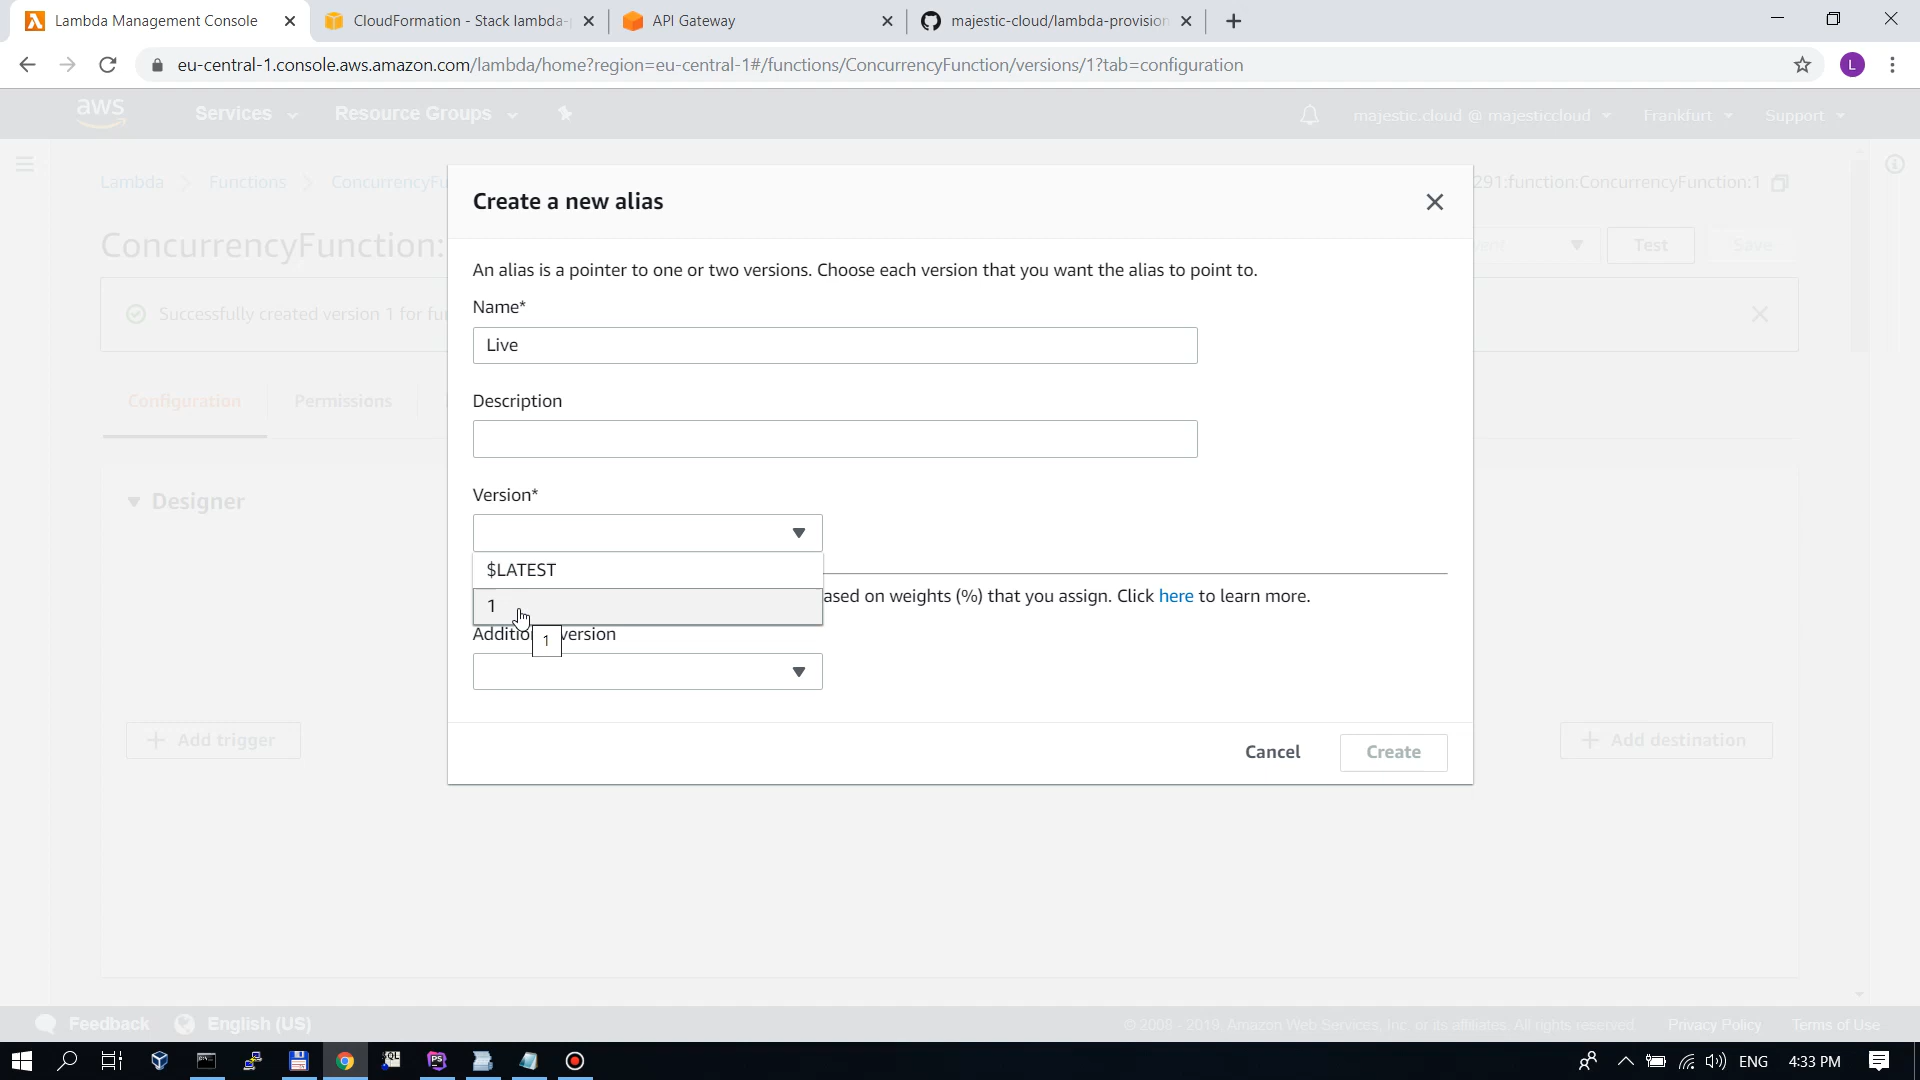 Lambda Management Console
CloudFormation - Stack lambda-
API Gateway
majestic-cloud/lambda-provision
eu-central-1.console.aws.amazon.com/lambda/home?region=eu-central-1#/functions/ConcurrencyFunction/versions/1?tab=configuration
L
aws
Services
Resource Groups
majestic.cloud @ majesticcloud
Frankfurt
Support
Lambda
Functions
ConcurrencyFu
291:function:ConcurrencyFunction:1
ConcurrencyFunction:
Test
Save
Successfully created version 1 for fu
Configuration
Permissions
Designer
Add trigger
Add destination
Create a new alias
An alias is a pointer to one or two versions. Choose each version that you want the alias to point to.
Name*
Live
Description
Version*
$LATEST
1
ased on weights (%) that you assign. Click here to learn more.
Additio version
1
Cancel
Create
Feedback
English (US)
© 2008 - 2019, Amazon Web Services, Inc. or its affiliates. All rights reserved.
Privacy Policy
Terms of Use
ENG
4:33 PM